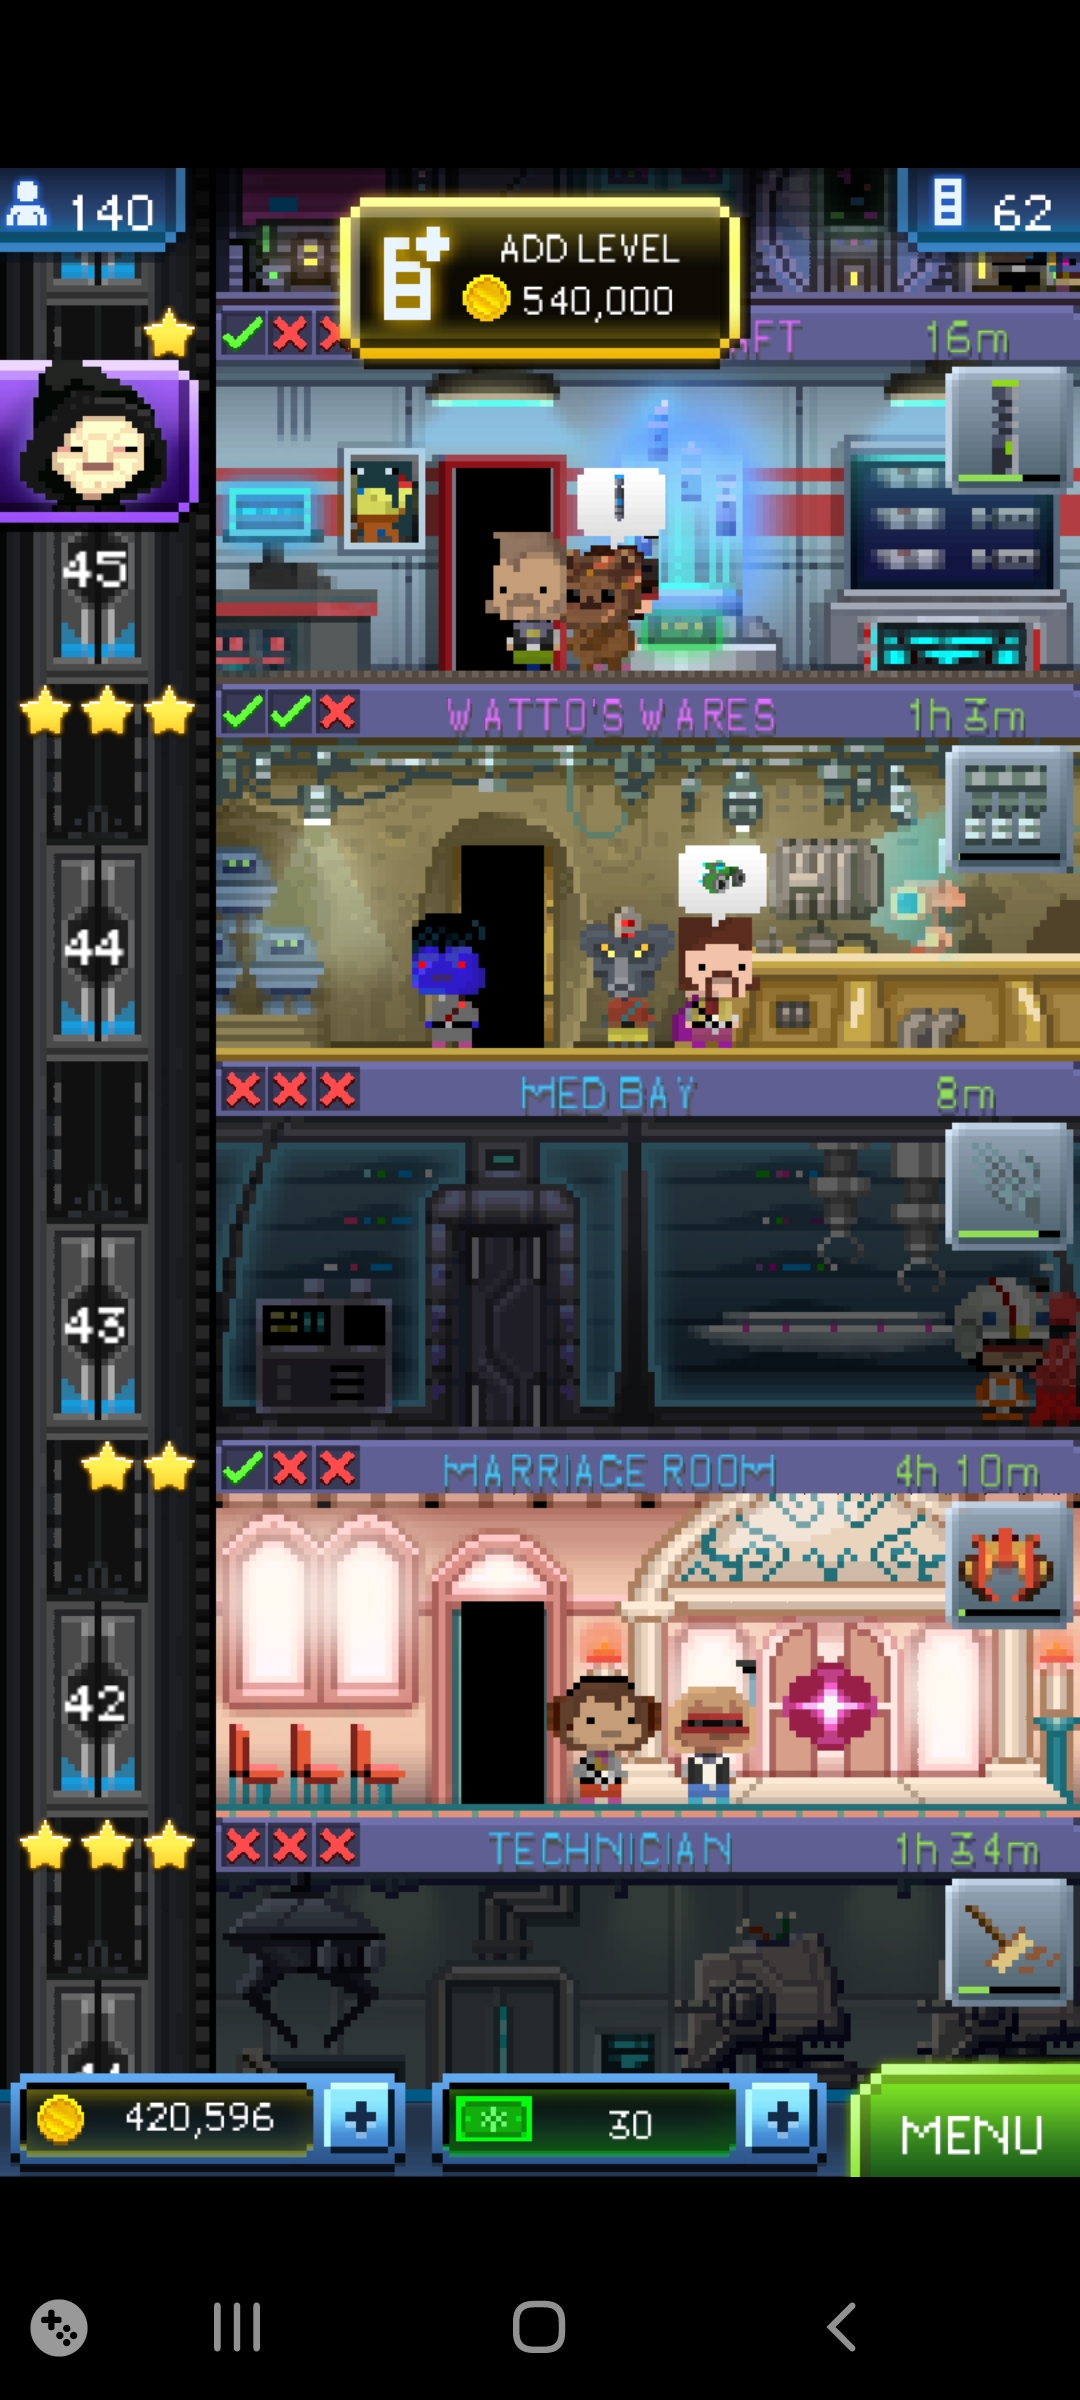 140
62
ADD LEVEL
540,000
16m
45
WATTO'S WARES
1h 3m
44
MED BAY
8m
43
MARRIAGE ROOM
4h 10m
42
TECHNICIAN
1h 34m
420,596
30
MENU